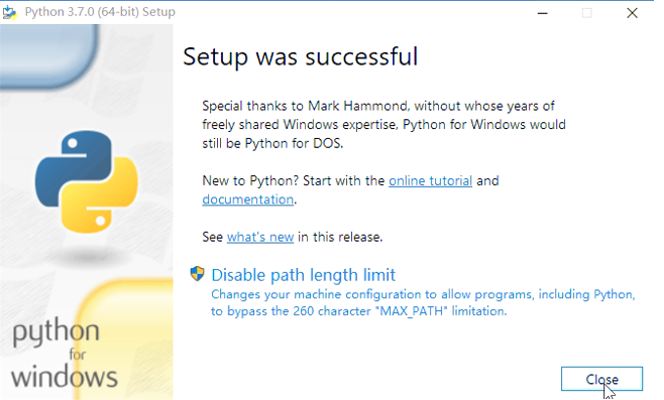 Python 3.7.0 (64-bit) Setup
Setup was successful
Special thanks to Mark Hammond, without whose years of
freely shared Windows expertise, Python for Windows would
still be Python for DOS.
New to Python? Start with the online tutorial and
documentation.
See what's new in this release.
Disable path length limit
Changes your machine configuration to allow programs, including Python,
to bypass the 260 character "MAX_PATH" limitation.
python
for
windows
Close